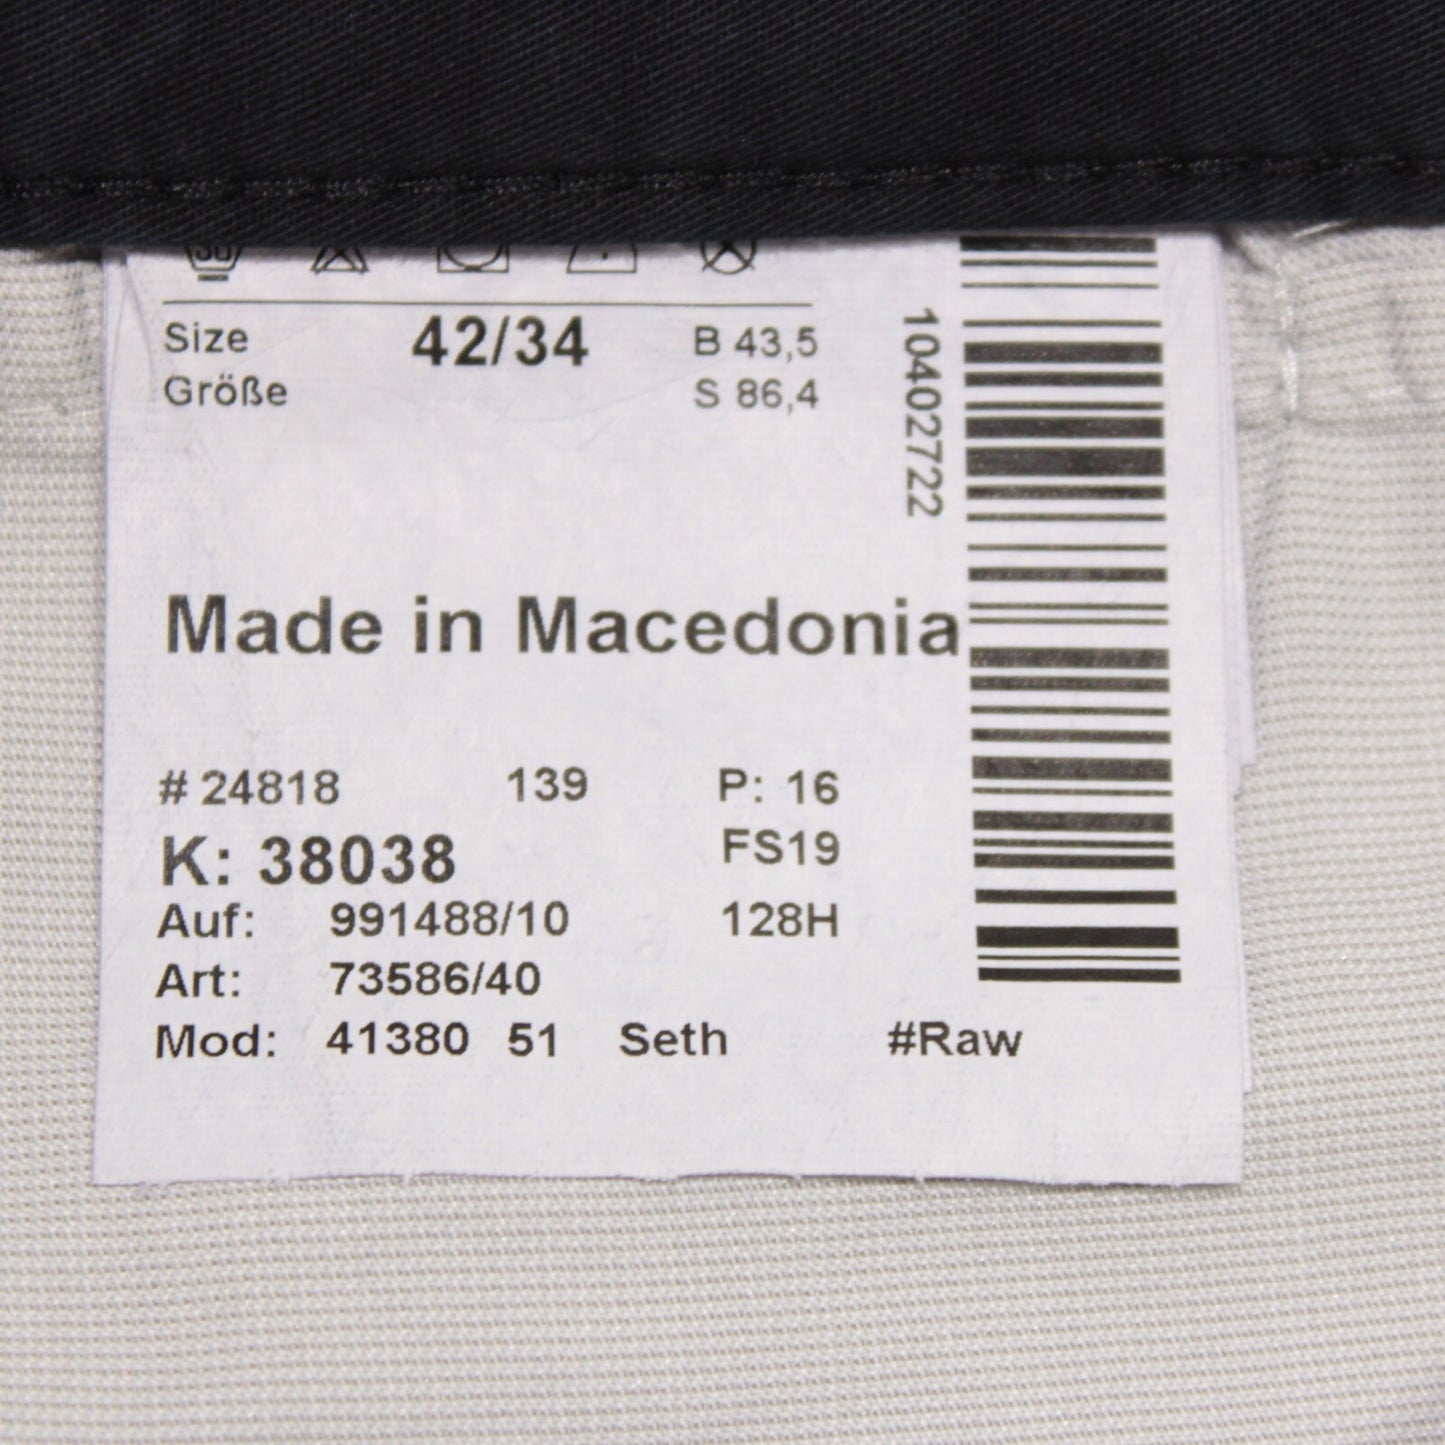 30
Size 42/34 B 43,5
Größe S 86,4
10402722
Made in Macedonia
# 24818 139 P: 16
K: 38038 FS19
Auf: 991488/10 128H
Art: 73586/40
Mod: 41380 51 Seth #Raw